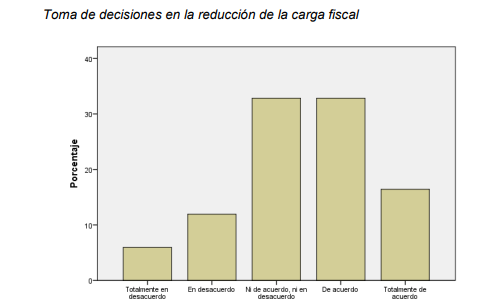 Toma de decisiones en la reducción de la carga fiscal
Porcentaje
40
30
20
10
0
Totalmente en
desacuerdo
En desacuerdo
Ni de acuerdo, ni en
desacuerdo
De acuerdo
Totalmente de
acuerdo